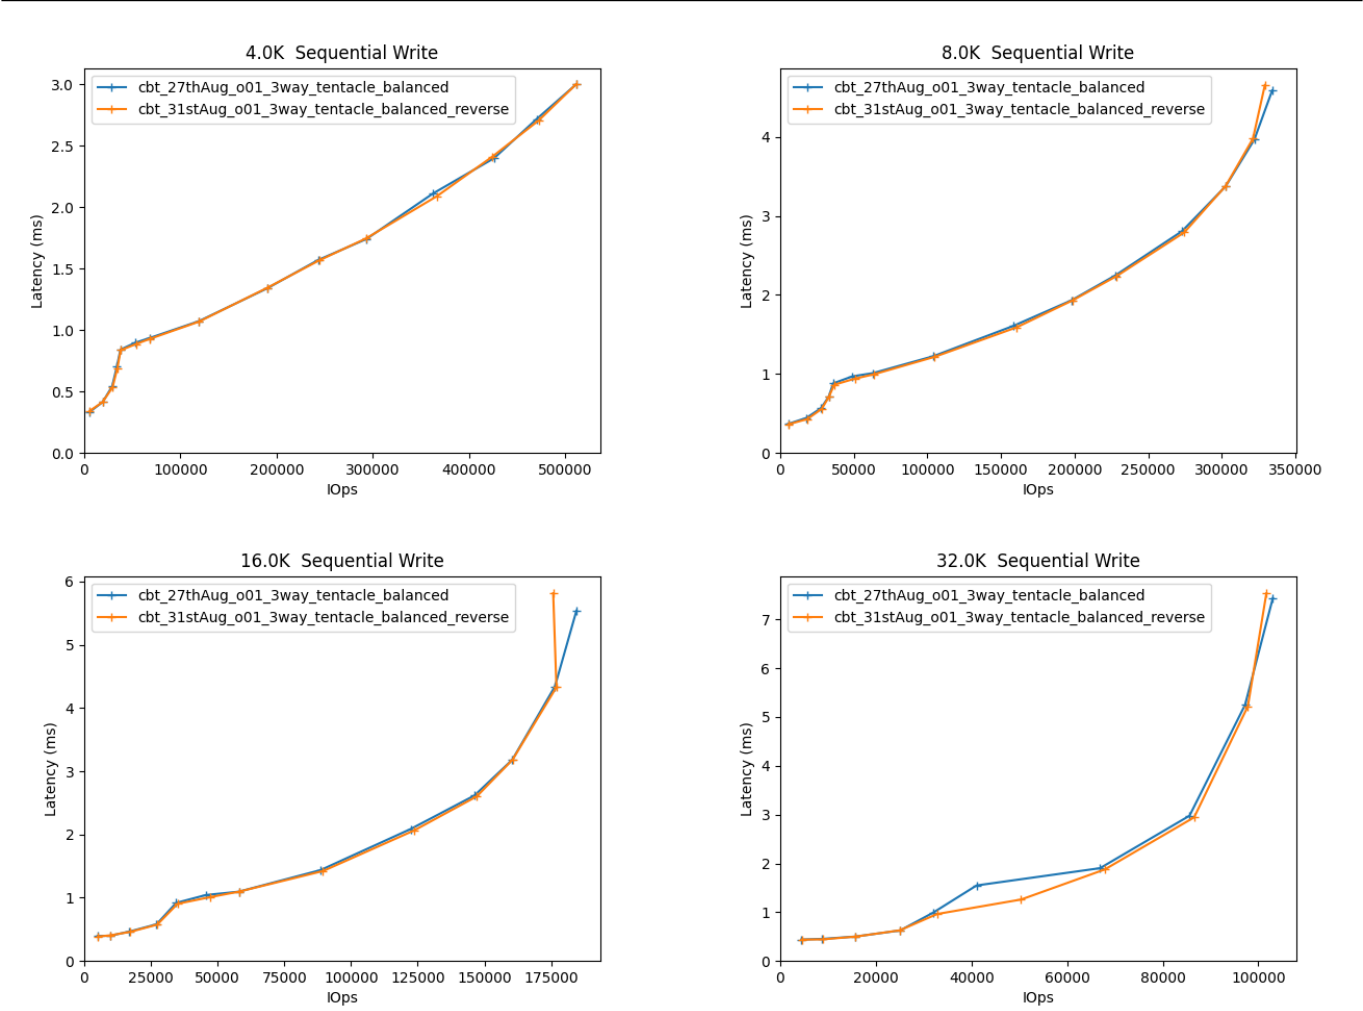 4.0K  Sequential Write
cbt_27thAug_o01_3way_tentacle_balanced
cbt_31stAug_o01_3way_tentacle_balanced_reverse
3.0
2.5
2.0
1.5
1.0
0.5
0.0
Latency (ms)
0 100000 200000 300000 400000 500000
IOps
8.0K  Sequential Write
cbt_27thAug_o01_3way_tentacle_balanced
cbt_31stAug_o01_3way_tentacle_balanced_reverse
4
3
2
1
0
Latency (ms)
0 50000 100000 150000 200000 250000 300000 350000
IOps
16.0K  Sequential Write
cbt_27thAug_o01_3way_tentacle_balanced
cbt_31stAug_o01_3way_tentacle_balanced_reverse
6
5
4
3
2
1
0
Latency (ms)
0 25000 50000 75000 100000 125000 150000 175000
IOps
32.0K  Sequential Write
cbt_27thAug_o01_3way_tentacle_balanced
cbt_31stAug_o01_3way_tentacle_balanced_reverse
7
6
5
4
3
2
1
0
Latency (ms)
0 20000 40000 60000 80000 100000
IOps